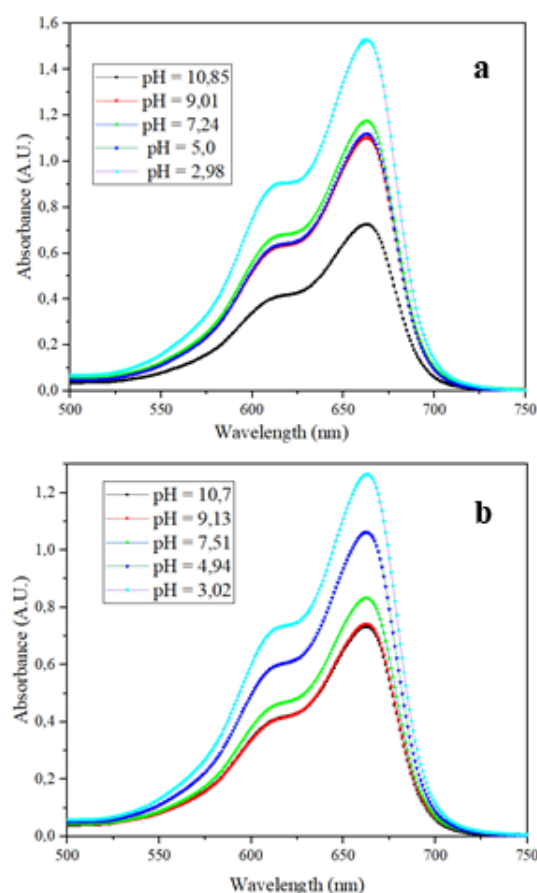 a
1,6
1,4
1,2
1,0
0,8
0,6
0,4
0,2
0,0
Absorbance (A.U.)
pH = 10,85
pH = 9,01
pH = 7,24
pH = 5,0
pH = 2,98
500 550 600 650 700 750
Wavelength (nm)
b
1,2
1,0
0,8
0,6
0,4
0,2
0,0
Absorbance (A.U.)
pH = 10,7
pH = 9,13
pH = 7,51
pH = 4,94
pH = 3,02
500 550 600 650 700 750
Wavelength (nm)